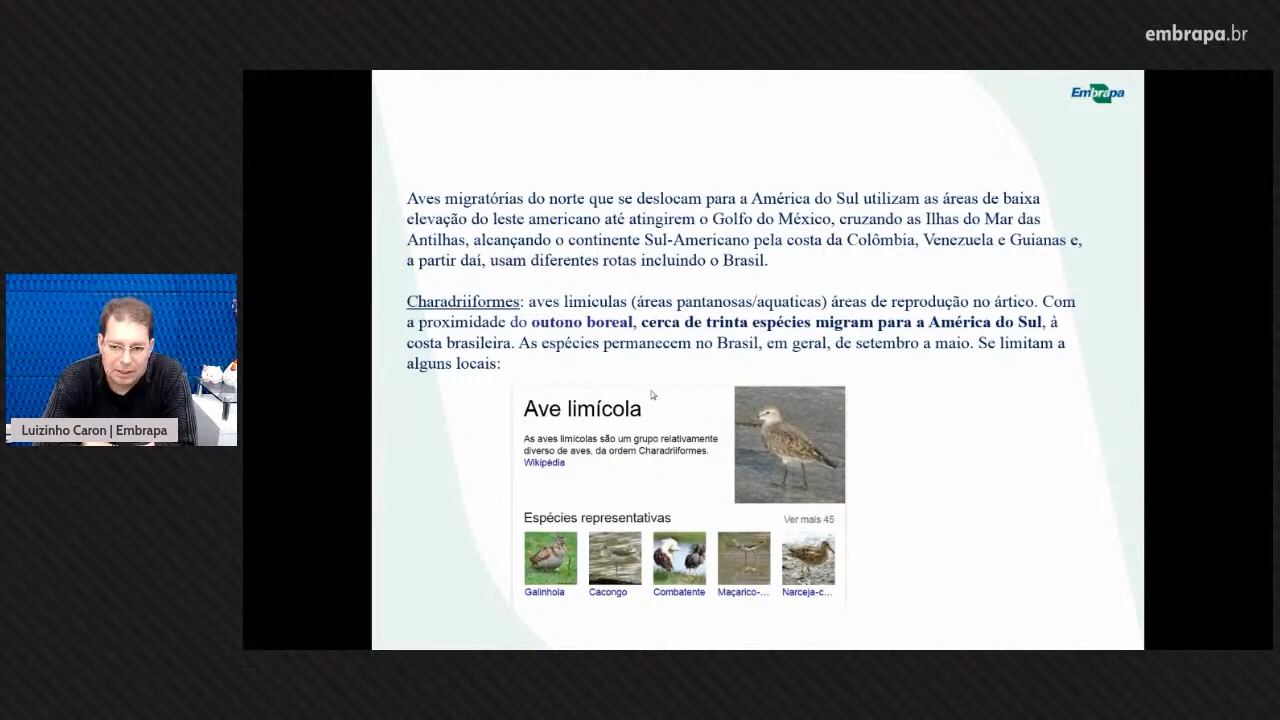 embrapa.br
Embrapa
Aves migratórias do norte que se deslocam para a América do Sul utilizam as áreas de baixa
elevação do leste americano até atingirem o Golfo do México, cruzando as Ilhas do Mar das
Antilhas, alcançando o continente Sul-Americano pela costa da Colômbia, Venezuela e Guianas e,
a partir daí, usam diferentes rotas incluindo o Brasil.
Charadriiformes: aves limiculas (áreas pantanosas/aquaticas) áreas de reprodução no ártico. Com
a proximidade do outono boreal, cerca de trinta espécies migram para a América do Sul, à
costa brasileira. As espécies permanecem no Brasil, em geral, de setembro a maio. Se limitam a
alguns locais:
Ave limícola
As aves limícolas são um grupo relativamente
diverso de aves, da ordem Charadriiformes.
Wikipédia
Espécies representativas
Ver mais 45
Galinhola
Cacongo
Combatente
Maçarico-...
Narceja-c...
Luizinho Caron | Embrapa